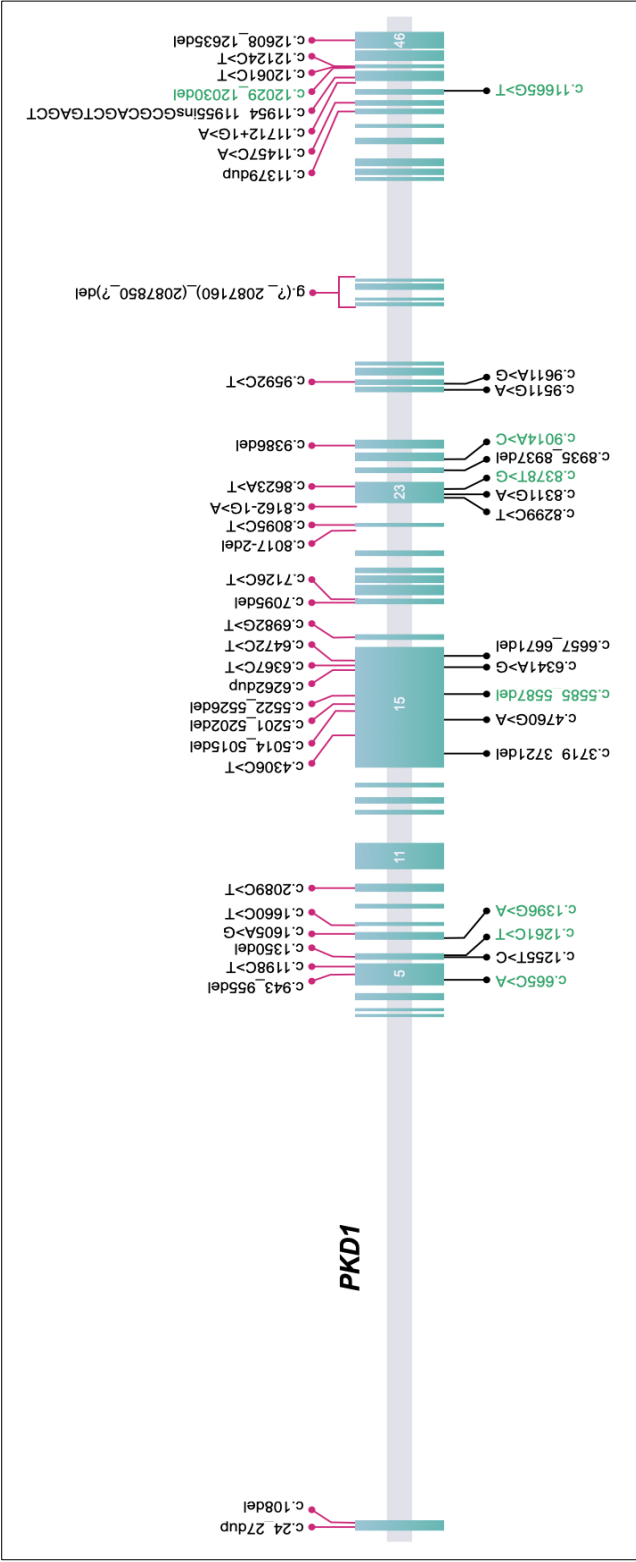 c.12608_12635del
c.12124C>T
c.12061C>T
c.12029_12030del
c.11954_11955insGGCGCAGCTGAGCT
c.11712+1G>A
c.11457C>A
c.11379dup
g.(?_2087160)_(2087850_?)del
c.9592C>T
c.9386del
c.8623A>T
c.8162-1G>A
c.8095C>T
c.8017-2del
c.7126C>T
c.7095del
c.6982G>T
c.6472C>T
c.6367C>T
c.6262dup
c.5522_5526del
c.5201_5202del
c.5014_5015del
c.4306C>T
c.2089C>T
c.1660C>T
c.1605A>G
c.1350del
c.1198C>T
c.943_955del
c.108del
c.24_27dup
PKD1
46
23
15
11
5
c.11665G>T
c.9611A>G
c.9511G>A
c.9014A>C
c.8935_8937del
c.8378T>G
c.8311G>A
c.8299C>T
c.6657_6671del
c.6341A>G
c.5585_5587del
c.4760G>A
c.3719_3721del
c.1396G>A
c.1261C>T
c.1255T>C
c.665C>A